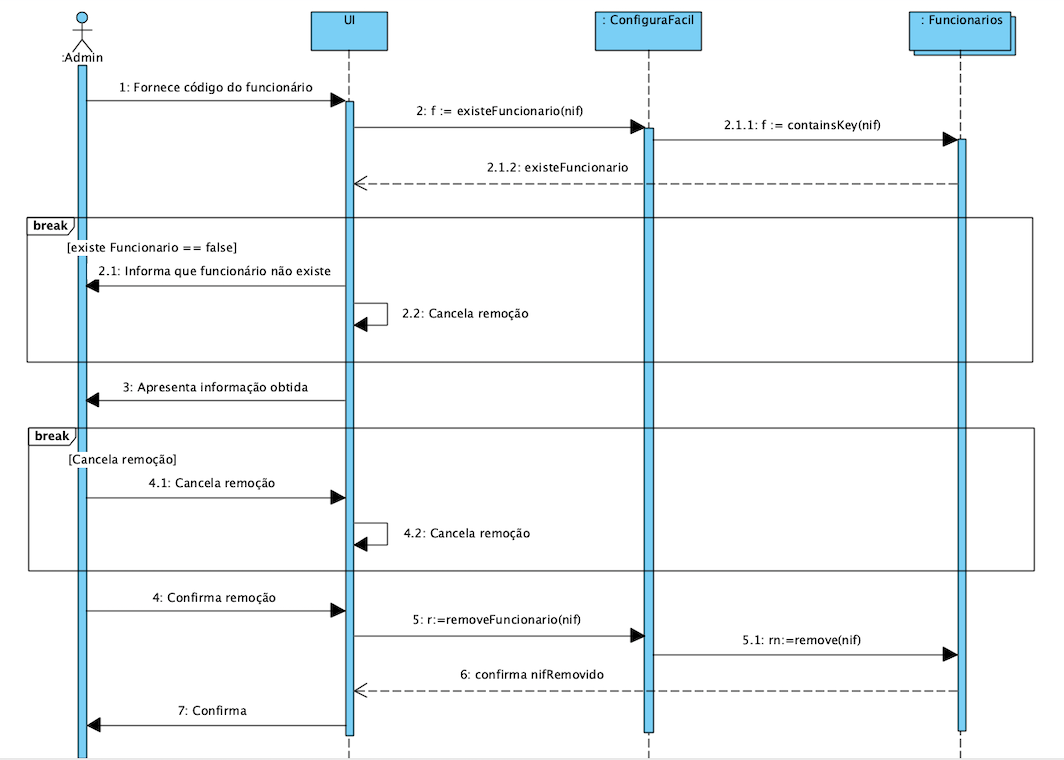 :Admin
UI
: ConfiguraFacil
: Funcionarios
1: Fornece código do funcionário
2: f := existeFuncionario(nif)
2.1.1: f := containsKey(nif)
2.1.2: existeFuncionario
break
[existe Funcionario == false]
2.1: Informa que funcionário não existe
2.2: Cancela remoção
3: Apresenta informação obtida
break
[Cancela remoção]
4.1: Cancela remoção
4.2: Cancela remoção
4: Confirma remoção
5: r:=removeFuncionario(nif)
5.1: rn:=remove(nif)
6: confirma nifRemovido
7: Confirma